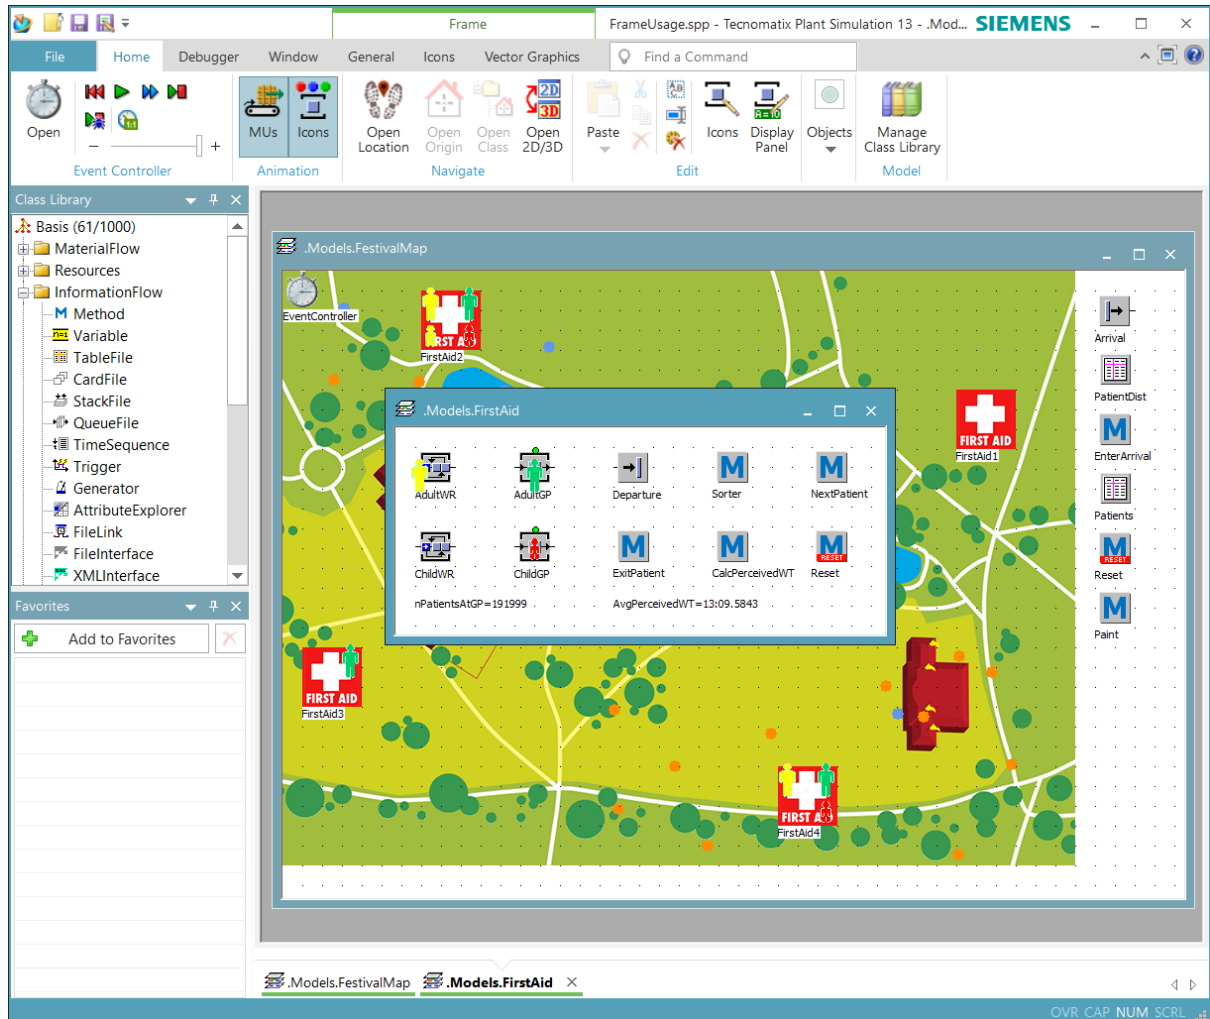 Frame
FrameUsage.spp - Tecnomatix Plant Simulation 13 - .Mod... SIEMENS
File Home Debugger Window General Icons Vector Graphics Find a Command
Open MUs Icons Open Location Open Origin Open Class Open 2D/3D Paste Icons Display Panel Objects Manage Class Library
Event Controller Animation Navigate Edit Model
Class Library
Basis (61/1000)
MaterialFlow
Resources
InformationFlow
Method
Variable
TableFile
CardFile
StackFile
QueueFile
TimeSequence
Trigger
Generator
AttributeExplorer
FileLink
FileInterface
XMLInterface
Favorites
Add to Favorites
.Models.FestivalMap
EventController
FirstAid2
FIRST AID
FirstAid1
FIRST AID
FirstAid3
FIRST AID
FirstAid4
Arrival
PatientDist
EnterArrival
Patients
RESET
Reset
Paint
.Models.FirstAid
AdultWR AdultGP Departure Sorter NextPatient
RESET
ChildWR ChildGP ExitPatient CalcPerceivedWT Reset
nPatientsAtGP=191999 AvgPerceivedWT=13:09.5843
.Models.FestivalMap .Models.FirstAid
OVR CAP NUM SCRL